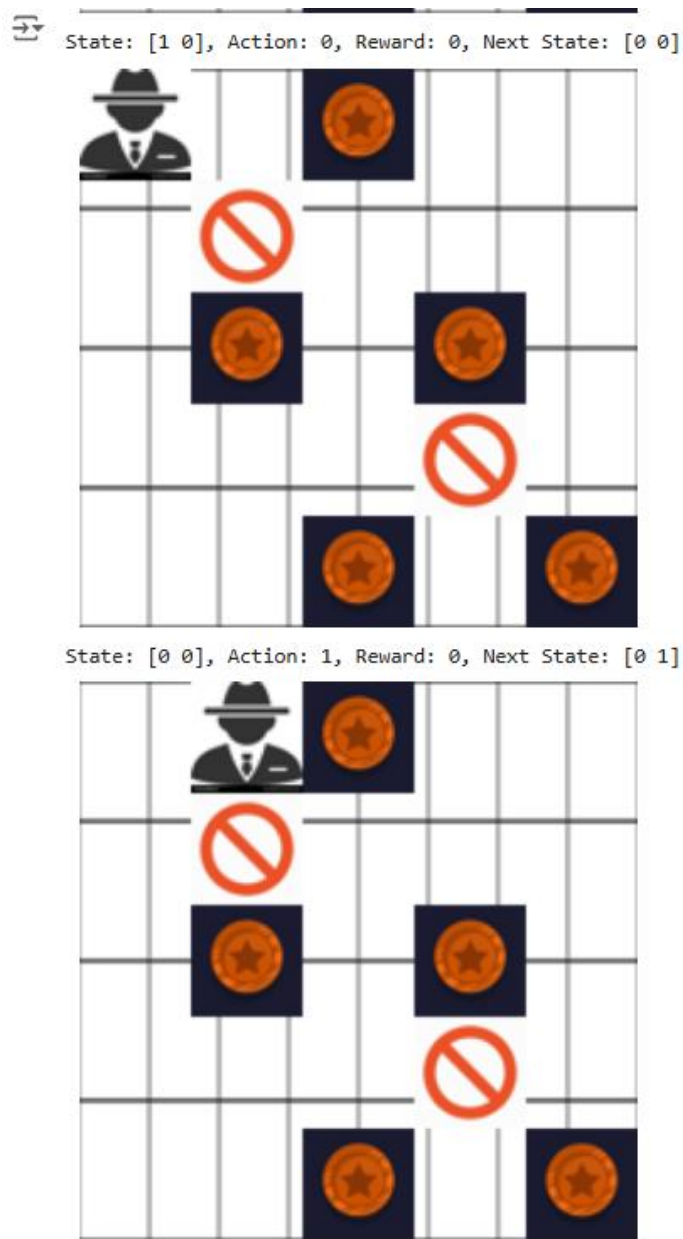 State: [1 0], Action: 0, Reward: 0, Next State: [0 0]
State: [0 0], Action: 1, Reward: 0, Next State: [0 1]